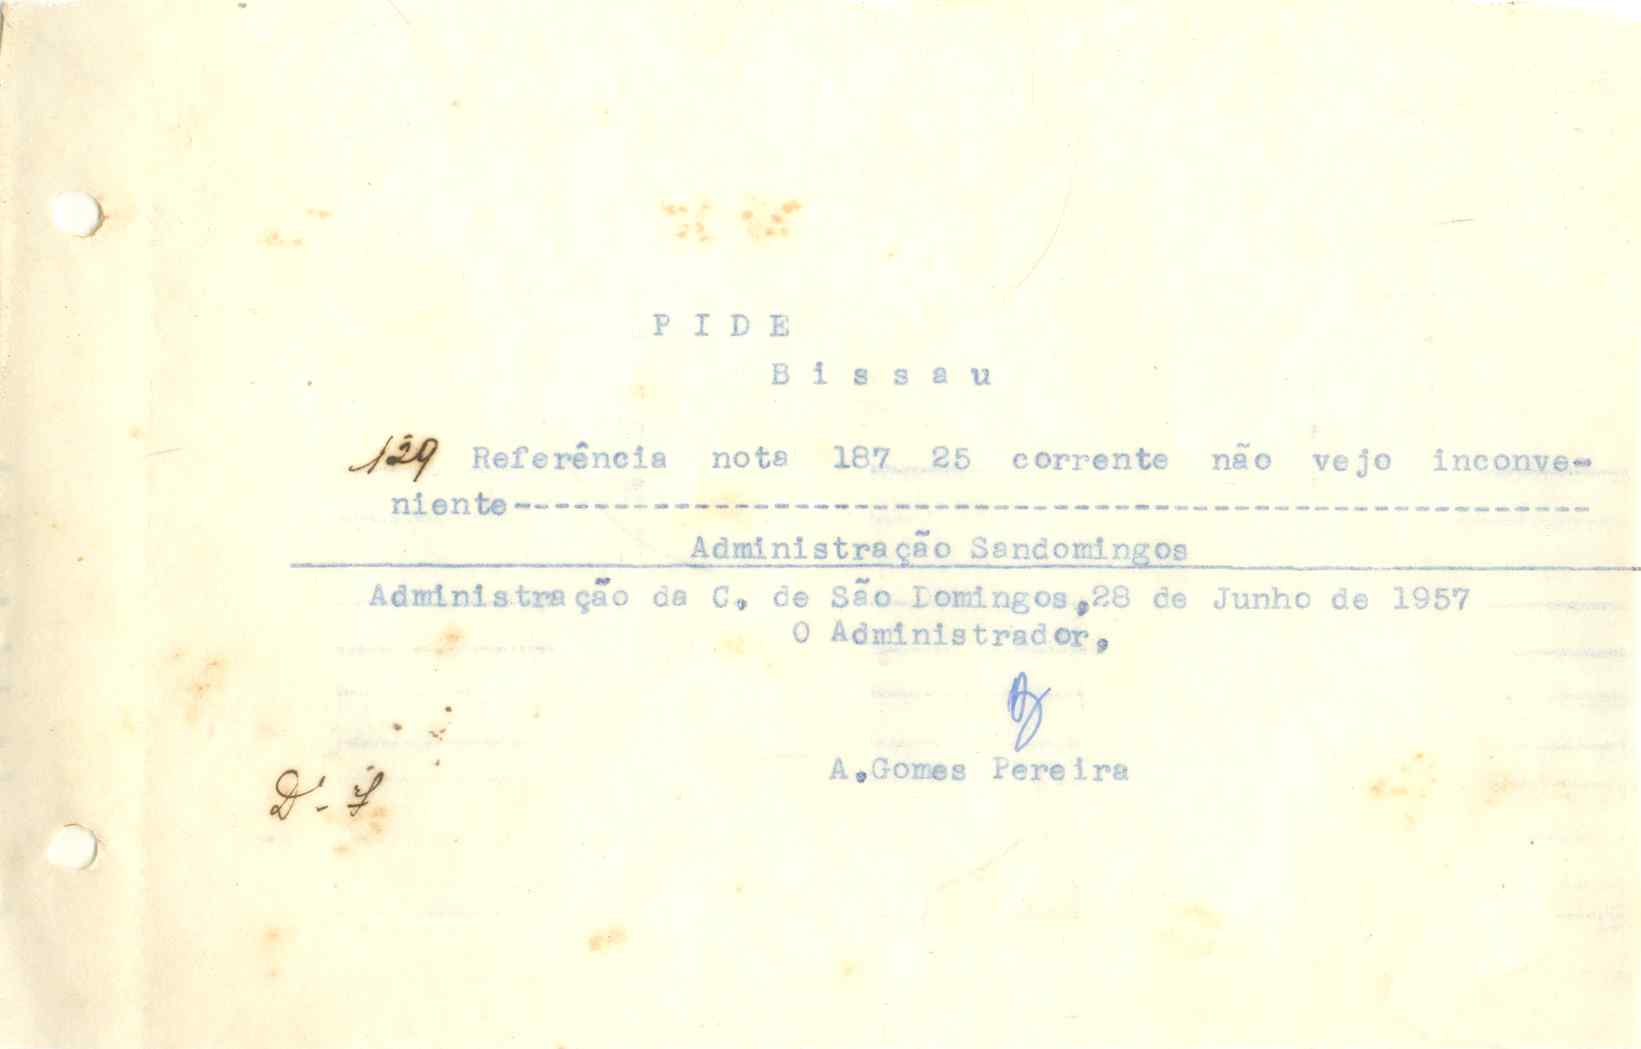 P I D E
B i s s a u
129 Referência nota 187 25 corrente não vejo inconve-
niente------------------------------------------------------
Administração Sandomingos
Administração da C. de São Domingos,28 de Junho de 1957
O Administrador,
A.Gomes Pereira